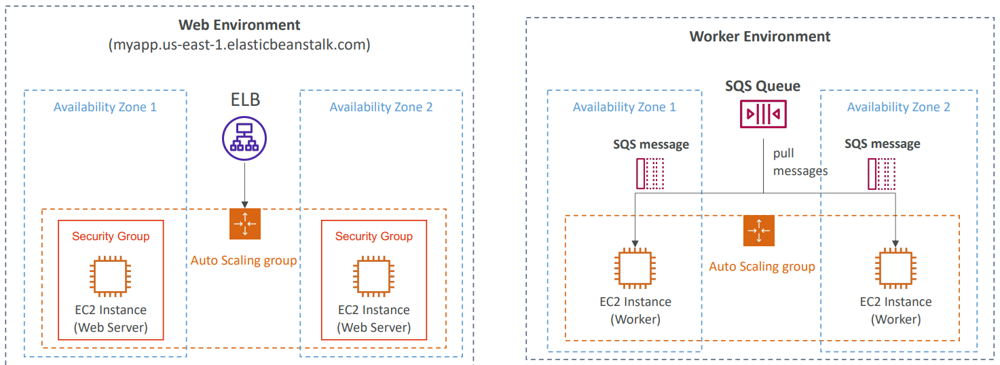 Web Environment
(myapp.us-east-1.elasticbeanstalk.com)
Availability Zone 1
ELB
Availability Zone 2
Security Group
EC2 Instance
(Web Server)
Auto Scaling group
Security Group
EC2 Instance
(Web Server)
Worker Environment
SQS Queue
Availability Zone 1
Availability Zone 2
SQS message
pull
messages
SQS message
Auto Scaling group
EC2 Instance
(Worker)
EC2 Instance
(Worker)